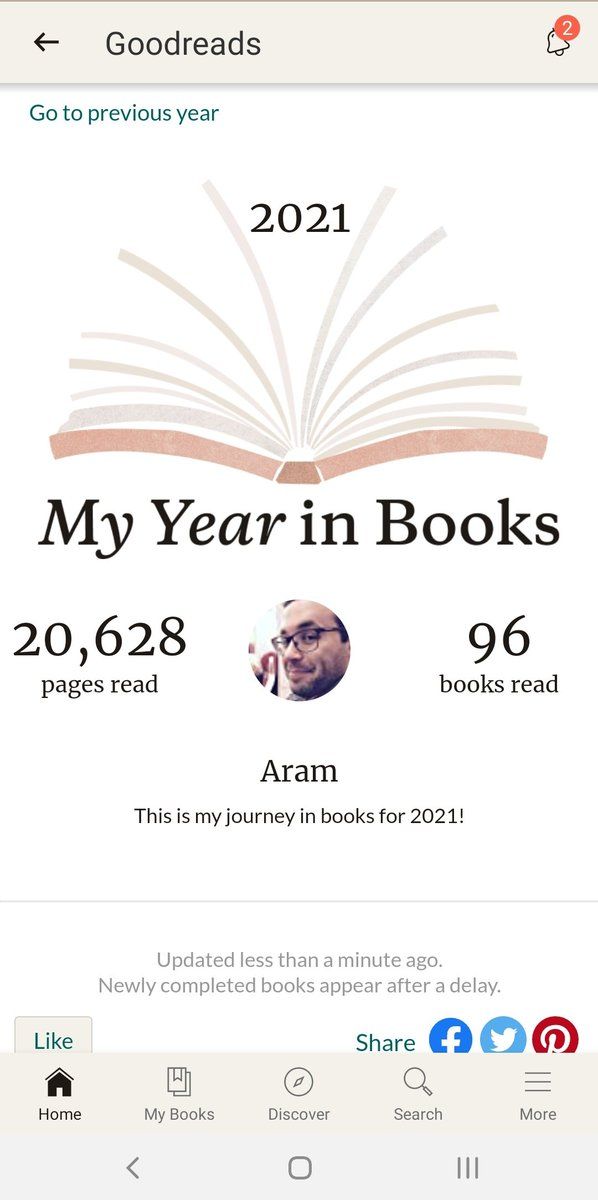 Goodreads
2
Go to previous year
2021
My Year in Books
20,628
pages read
96
books read
Aram
This is my journey in books for 2021!
Updated less than a minute ago.
Newly completed books appear after a delay.
Like
Share
Home
My Books
Discover
Search
More